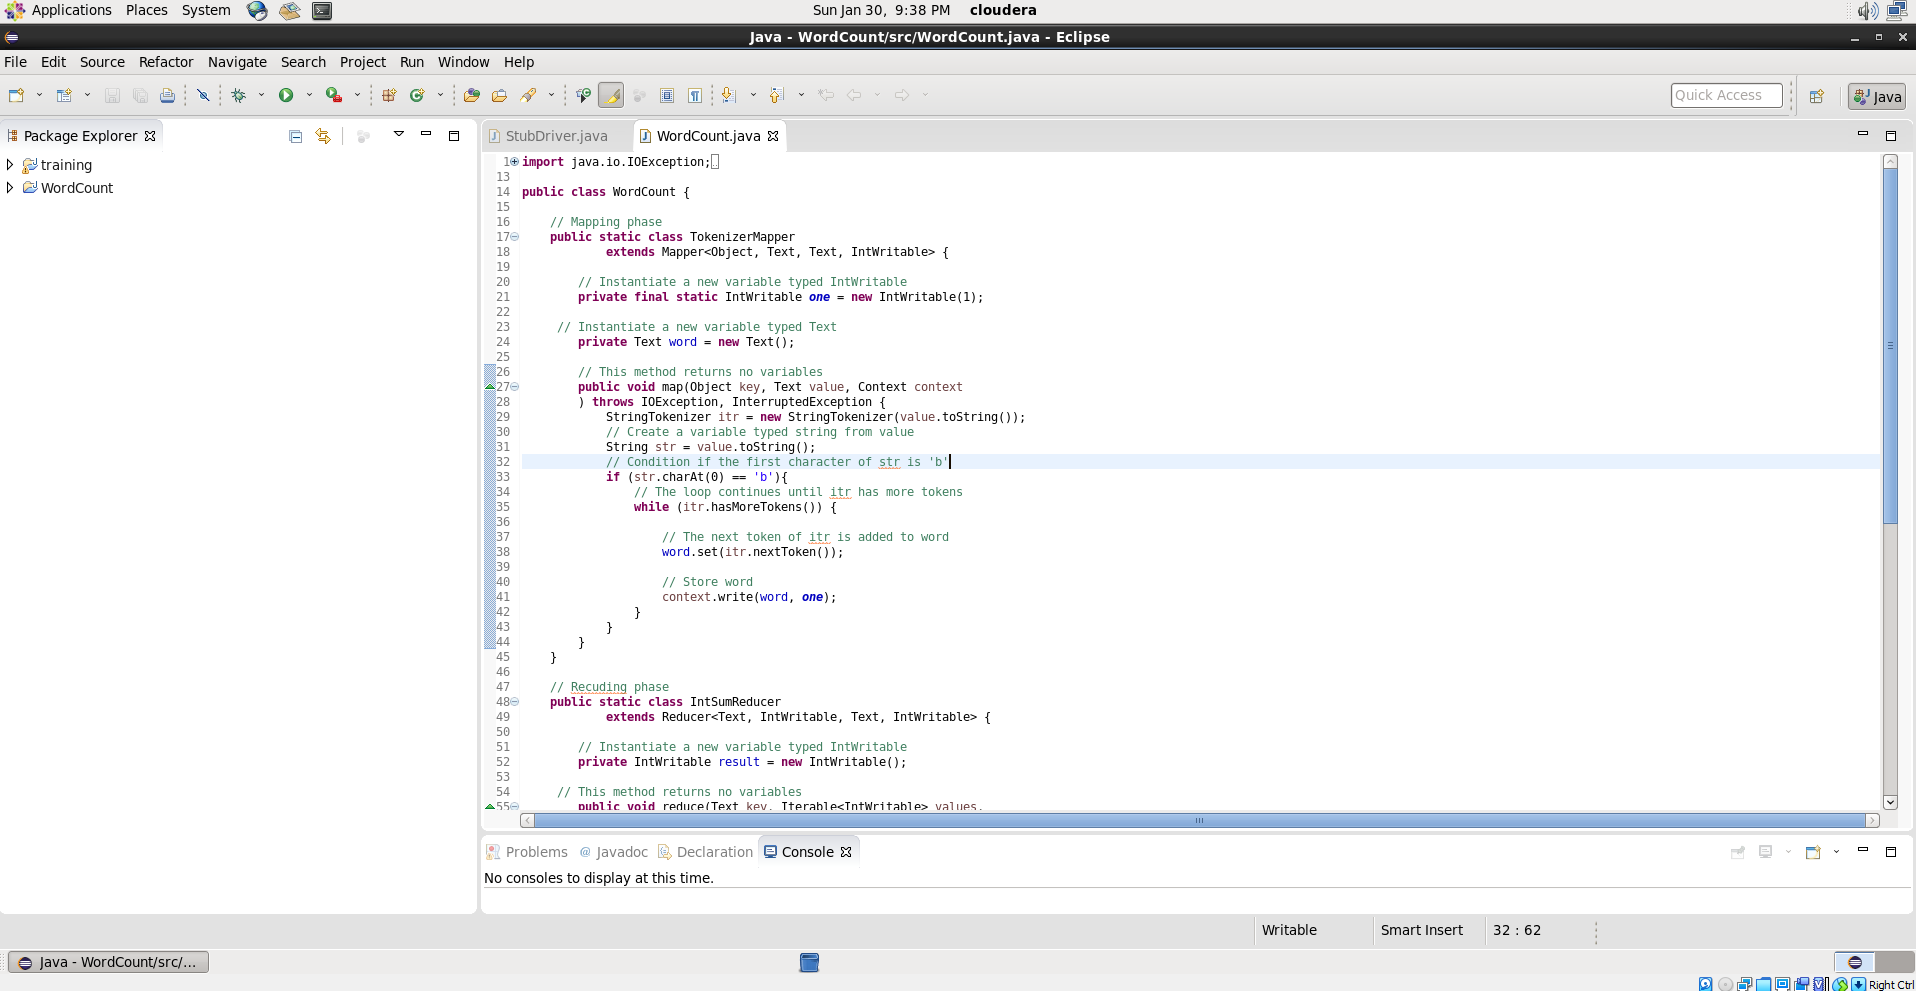 Applications Places System Sun Jan 30, 9:38 PM cloudera
Java - WordCount/src/WordCount.java - Eclipse
File Edit Source Refactor Navigate Search Project Run Window Help
Quick Access Java
Package Explorer
training
WordCount
StubDriver.java WordCount.java
1 import java.io.IOException;
13
14 public class WordCount {
15
16 // Mapping phase
17 public static class TokenizerMapper
18 extends Mapper<Object, Text, Text, IntWritable> {
19
20 // Instantiate a new variable typed IntWritable
21 private final static IntWritable one = new IntWritable(1);
22
23 // Instantiate a new variable typed Text
24 private Text word = new Text();
25
26 // This method returns no variables
27 public void map(Object key, Text value, Context context
28 ) throws IOException, InterruptedException {
29 StringTokenizer itr = new StringTokenizer(value.toString());
30 // Create a variable typed string from value
31 String str = value.toString();
32 // Condition if the first character of str is 'b'
33 if (str.charAt(0) == 'b'){
34 // The loop continues until itr has more tokens
35 while (itr.hasMoreTokens()) {
36
37 // The next token of itr is added to word
38 word.set(itr.nextToken());
39
40 // Store word
41 context.write(word, one);
42 }
43 }
44 }
45 }
46
47 // Recuding phase
48 public static class IntSumReducer
49 extends Reducer<Text, IntWritable, Text, IntWritable> {
50
51 // Instantiate a new variable typed IntWritable
52 private IntWritable result = new IntWritable();
53
54 // This method returns no variables
55 public void reduce(Text key, Iterable<IntWritable> values,
Problems Javadoc Declaration Console
No consoles to display at this time.
Writable Smart Insert 32 : 62
Java - WordCount/src/...
Right Ctrl